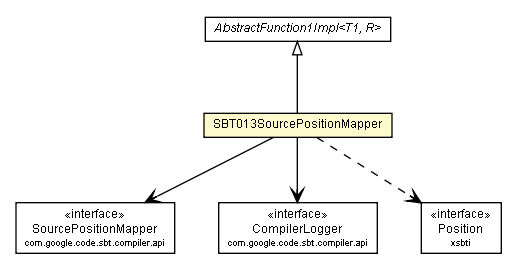 AbstractFunction1Impl<T1, R>
SBT013SourcePositionMapper
«interface»
SourcePositionMapper
com.google.code.sbt.compiler.api
«interface»
CompilerLogger
com.google.code.sbt.compiler.api
«interface»
Position
xsbti